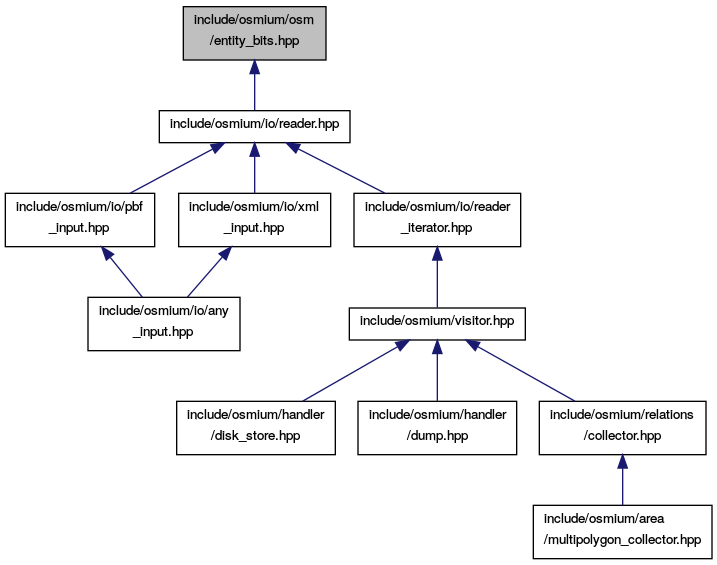 include/osmium/osm
/entity_bits.hpp
include/osmium/io/reader.hpp
include/osmium/io/pbf
_input.hpp
include/osmium/io/xml
_input.hpp
include/osmium/io/reader
_iterator.hpp
include/osmium/io/any
_input.hpp
include/osmium/visitor.hpp
include/osmium/handler
/disk_store.hpp
include/osmium/handler
/dump.hpp
include/osmium/relations
/collector.hpp
include/osmium/area
/multipolygon_collector.hpp